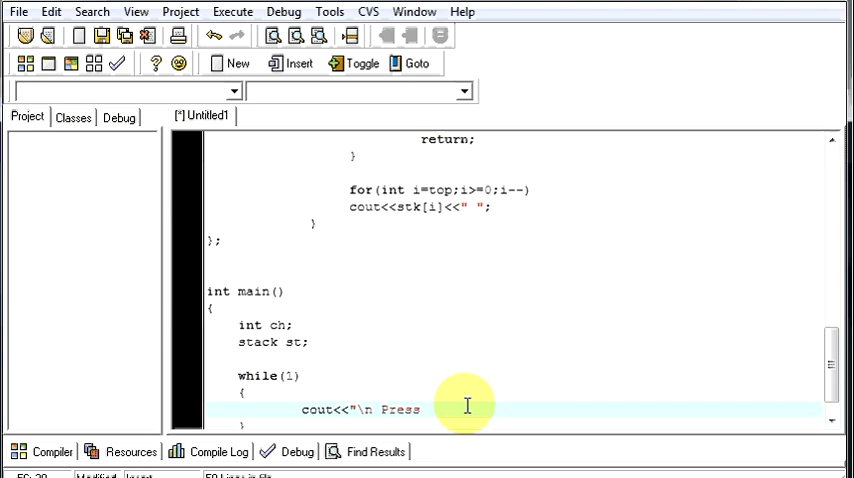 File Edit Search View Project Execute Debug Tools CVS Window Help
New Insert Toggle Goto
Project Classes Debug [*] Untitled1
return;
}
for(int i=top;i>=0;i--)
cout<<stk[i]<<" ";
}
};
int main()
{
int ch;
stack st;
while(1)
{
cout<<"\n Press
}
Compiler Resources Compile Log Debug Find Results